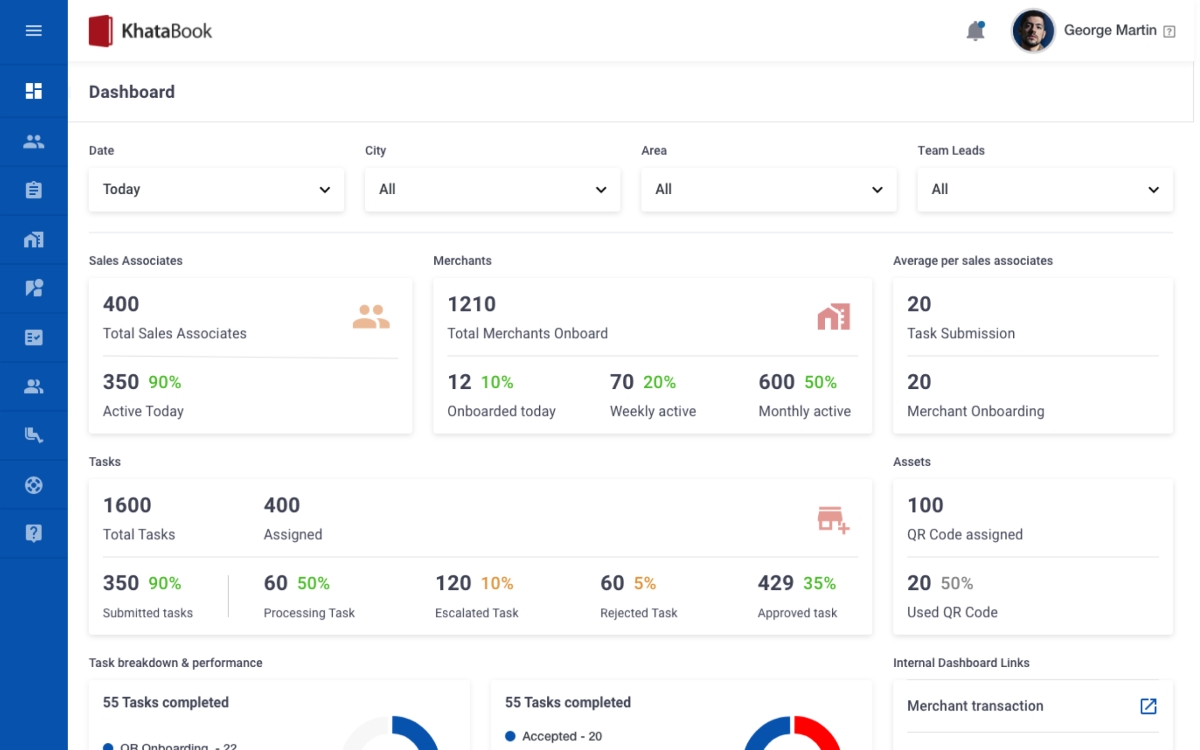 KhataBook
George Martin
Dashboard
Date
City
Area
Team Leads
Today
All
All
All
Sales Associates
Merchants
Average per sales associates
400
Total Sales Associates
1210
Total Merchants Onboard
20
Task Submission
350 90%
Active Today
12 10%
Onboarded today
70 20%
Weekly active
600 50%
Monthly active
20
Merchant Onboarding
Tasks
Assets
1600
Total Tasks
400
Assigned
100
QR Code assigned
350 90%
Submitted tasks
60 50%
Processing Task
120 10%
Escalated Task
60 5%
Rejected Task
429 35%
Approved task
20 50%
Used QR Code
Task breakdown & performance
Internal Dashboard Links
55 Tasks completed
55 Tasks completed
Merchant transaction
QR Onboarding - 22
Accepted - 20